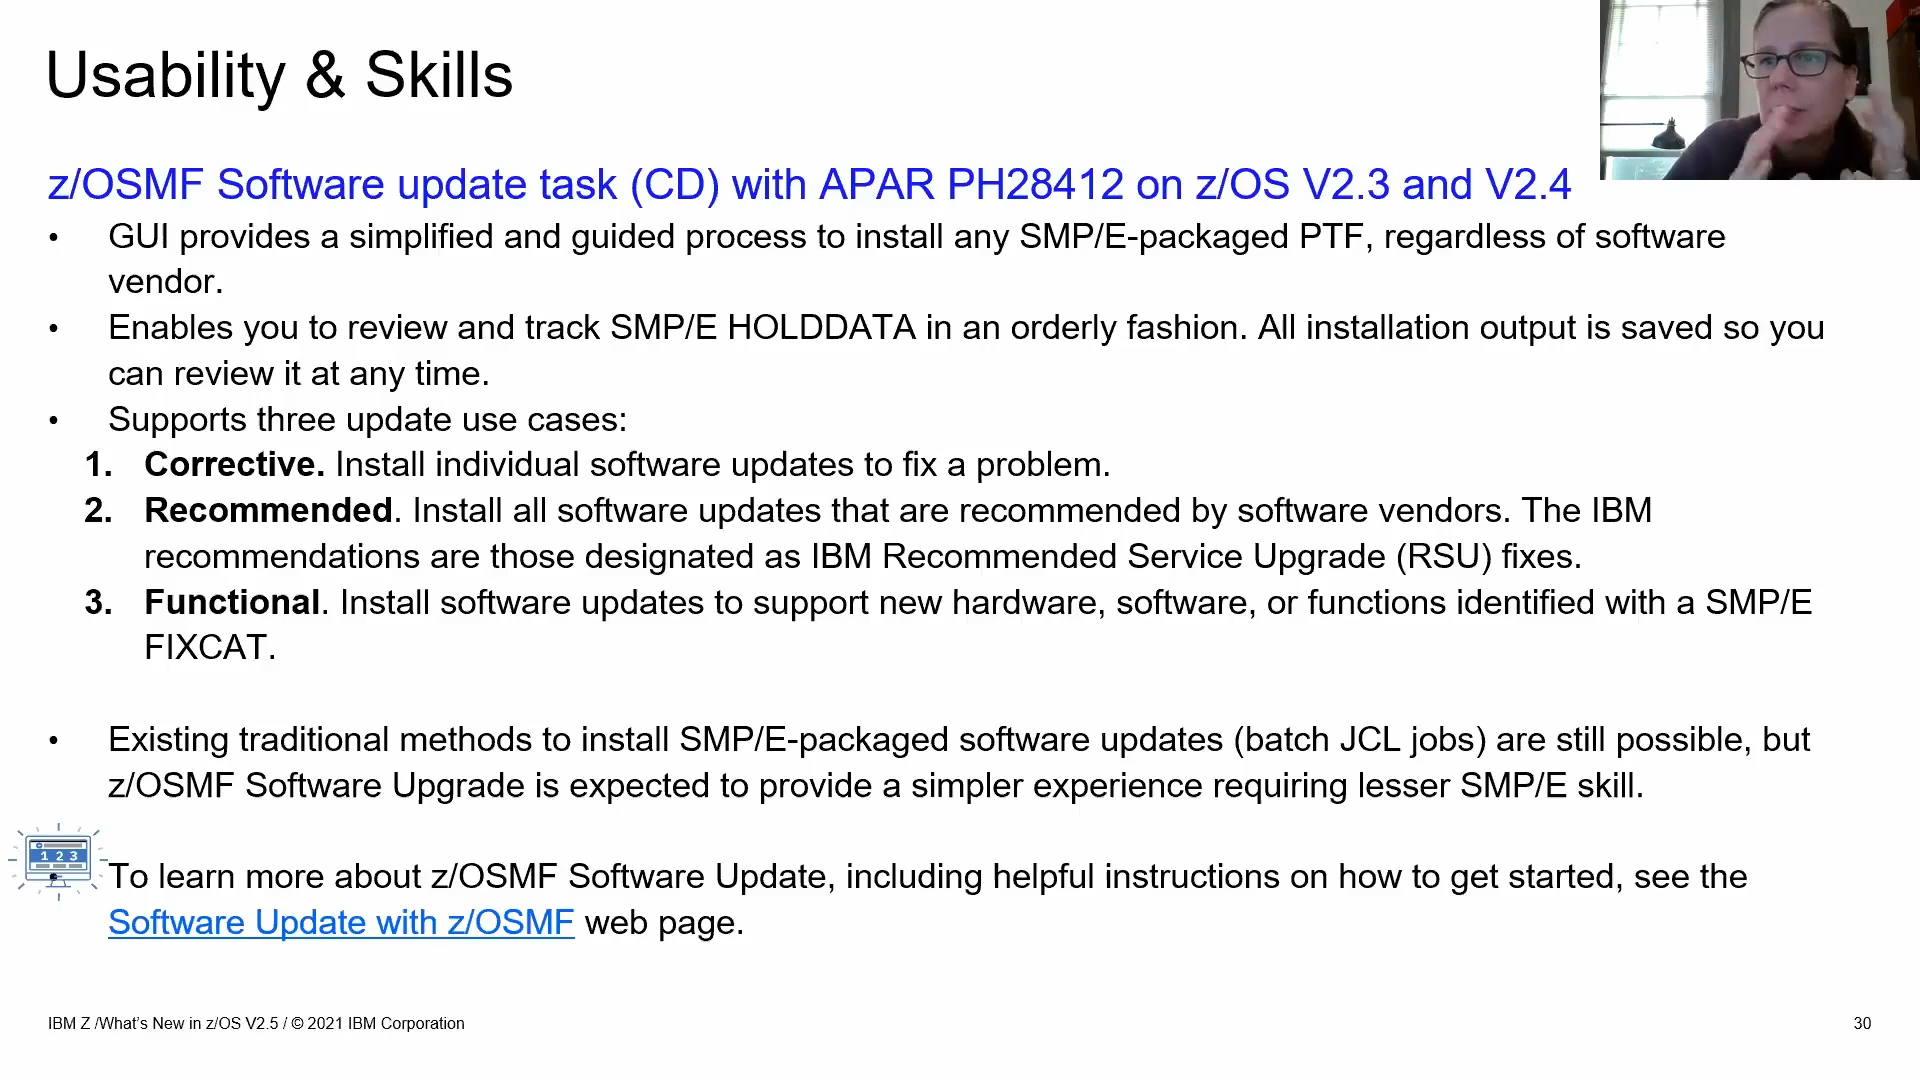 Usability & Skills
z/OSMF Software update task (CD) with APAR PH28412 on z/OS V2.3 and V2.4
• GUI provides a simplified and guided process to install any SMP/E-packaged PTF, regardless of software
vendor.
• Enables you to review and track SMP/E HOLDDATA in an orderly fashion. All installation output is saved so you
can review it at any time.
• Supports three update use cases:
1. Corrective. Install individual software updates to fix a problem.
2. Recommended. Install all software updates that are recommended by software vendors. The IBM
recommendations are those designated as IBM Recommended Service Upgrade (RSU) fixes.
3. Functional. Install software updates to support new hardware, software, or functions identified with a SMP/E
FIXCAT.
• Existing traditional methods to install SMP/E-packaged software updates (batch JCL jobs) are still possible, but
z/OSMF Software Upgrade is expected to provide a simpler experience requiring lesser SMP/E skill.
1 2 3
To learn more about z/OSMF Software Update, including helpful instructions on how to get started, see the
Software Update with z/OSMF web page.
IBM Z /What's New in z/OS V2.5 / © 2021 IBM Corporation
30